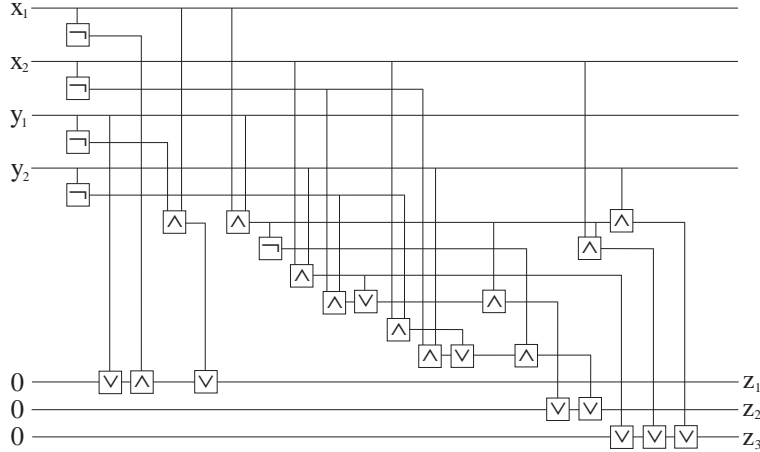 x₁
¬
x₂
¬
y₁
¬
y₂
¬
∧ ∧ ∧
¬ ∧
∧
∧ ∨ ∧
∧
∧ ∨ ∧
0 ∨ ∧ ∨ z₁
0 ∨ ∨ z₂
0 ∨ ∨ ∨ z₃